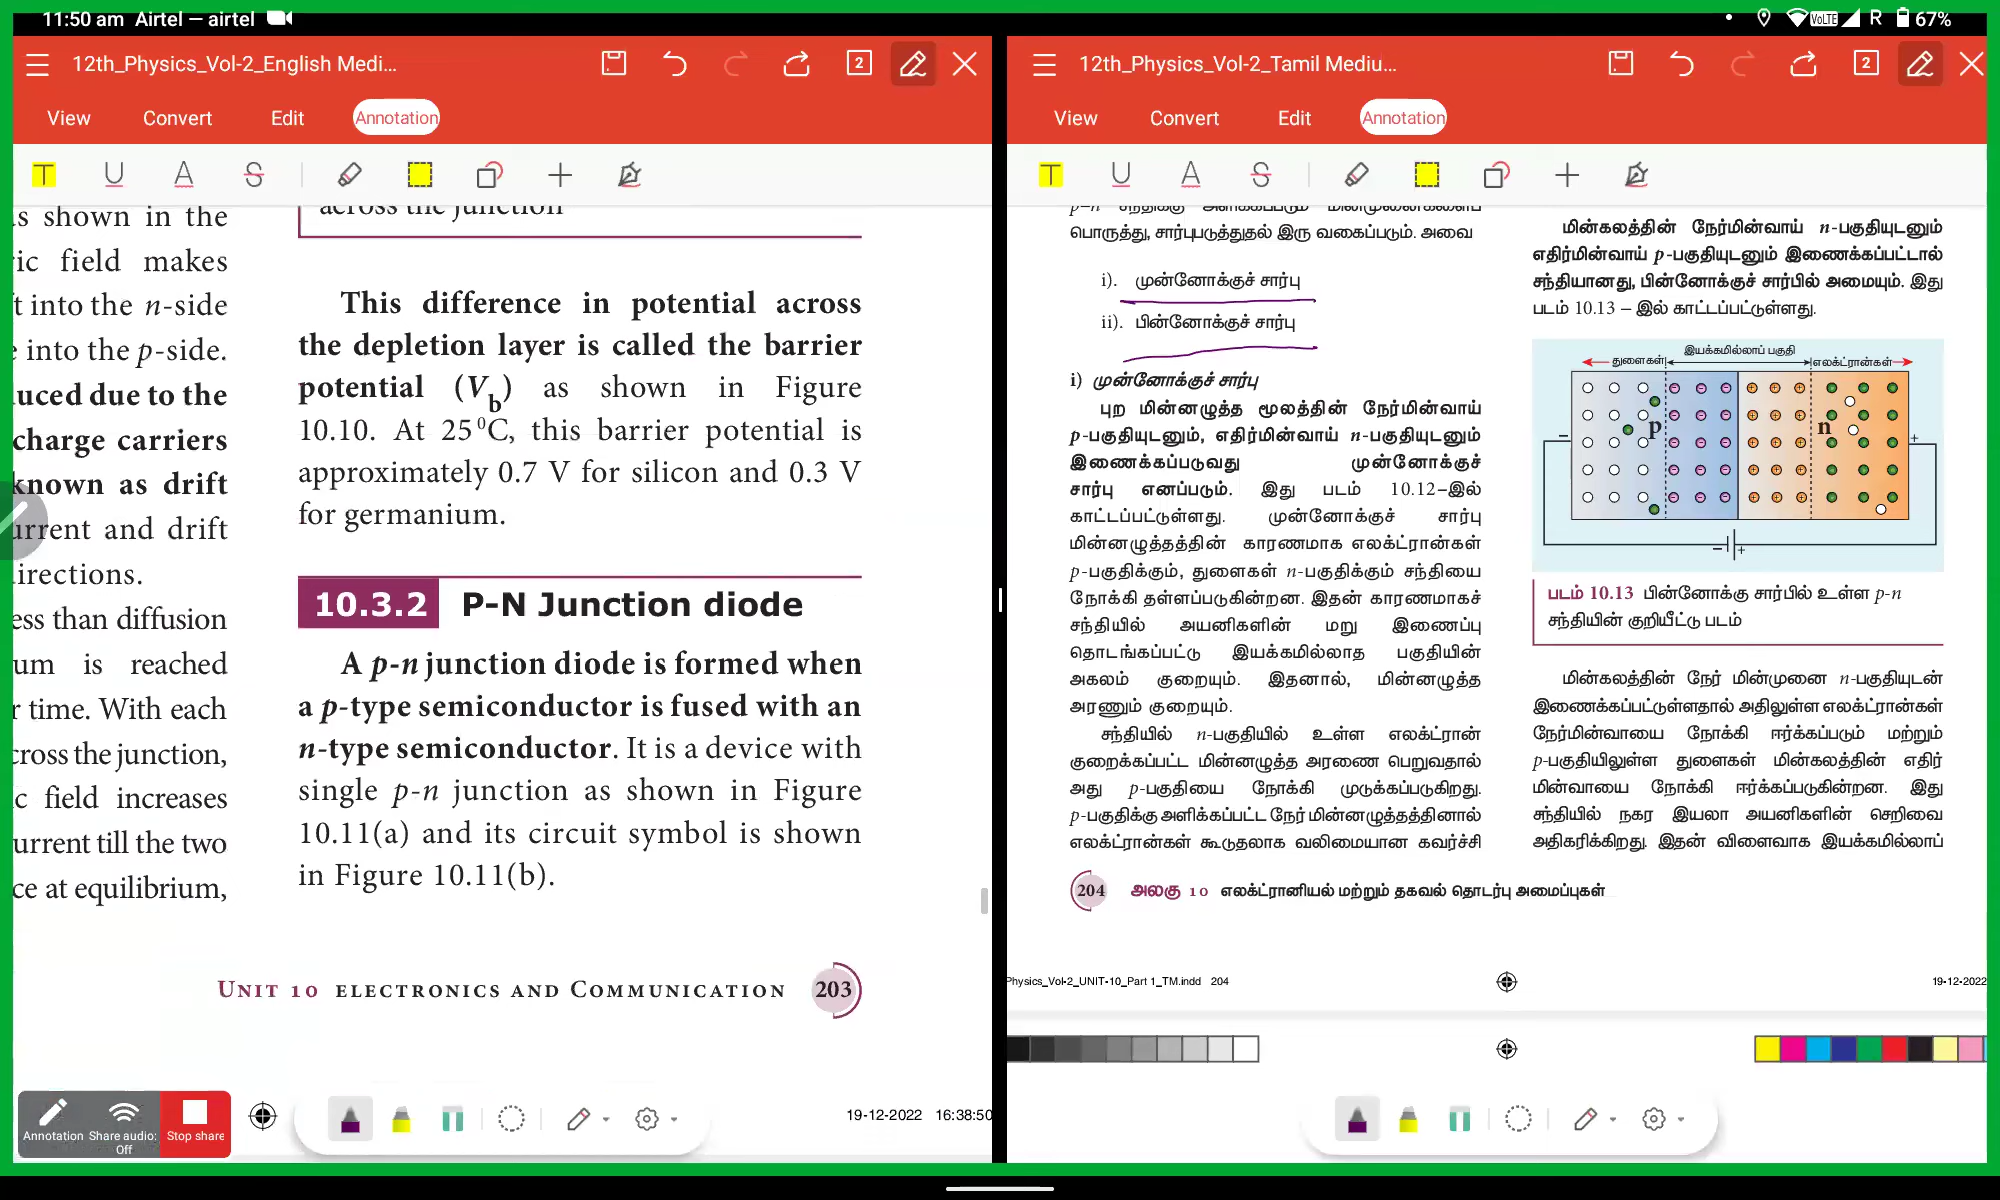 11:50 am Airtel — airtel
VoLTE R 67%
12th_Physics_Vol-2_English Medi...
2
View Convert Edit Annotation
across the junction
as shown in the
field makes
into the n-side
into the p-side.
due to the
charge carriers
known as drift
and drift
directions.
than diffusion
is reached
time. With each
the junction,
field increases
till the two
at equilibrium,
This difference in potential across
the depletion layer is called the barrier
potential (Vb) as shown in Figure
10.10. At 25 ⁰C, this barrier potential is
approximately 0.7 V for silicon and 0.3 V
for germanium.
10.3.2 P-N Junction diode
A p-n junction diode is formed when
a p-type semiconductor is fused with an
n-type semiconductor. It is a device with
single p-n junction as shown in Figure
10.11(a) and its circuit symbol is shown
in Figure 10.11(b).
UNIT 10 ELECTRONICS AND COMMUNICATION 203
Annotation Share audio: Off Stop share
19-12-2022 16:38:50
12th_Physics_Vol-2_Tamil Mediu...
2
View Convert Edit Annotation
p-n சந்திக்கு அளிக்கப்படும் மின்முனைகளைப்
பொருத்து, சார்புபடுத்துதல் இரு வகைப்படும். அவை
i). முன்னோக்குச் சார்பு
ii). பின்னோக்குச் சார்பு
i) முன்னோக்குச் சார்பு
புற மின்னழுத்த மூலத்தின் நேர்மின்வாய்
p-பகுதியுடனும், எதிர்மின்வாய் n-பகுதியுடனும்
இணைக்கப்படுவது முன்னோக்குச்
சார்பு எனப்படும். இது படம் 10.12–இல்
காட்டப்பட்டுள்ளது. முன்னோக்குச் சார்பு
மின்னழுத்தத்தின் காரணமாக எலக்ட்ரான்கள்
p-பகுதிக்கும், துளைகள் n-பகுதிக்கும் சந்தியை
நோக்கி தள்ளப்படுகின்றன. இதன் காரணமாகச்
சந்தியில் அயனிகளின் மறு இணைப்பு
தொடங்கப்பட்டு இயக்கமில்லாத பகுதியின்
அகலம் குறையும். இதனால், மின்னழுத்த
அரணும் குறையும்.
சந்தியில் n-பகுதியில் உள்ள எலக்ட்ரான்
குறைக்கப்பட்ட மின்னழுத்த அரணை பெறுவதால்
அது p-பகுதியை நோக்கி முடுக்கப்படுகிறது.
p-பகுதிக்கு அளிக்கப்பட்ட நேர் மின்னழுத்தத்தினால்
எலக்ட்ரான்கள் கூடுதலாக வலிமையான கவர்ச்சி
மின்கலத்தின் நேர்மின்வாய் n-பகுதியுடனும்
எதிர்மின்வாய் p-பகுதியுடனும் இணைக்கப்பட்டால்
சந்தியானது, பின்னோக்குச் சார்பில் அமையும். இது
படம் 10.13 – இல் காட்டப்பட்டுள்ளது.
இயக்கமில்லாப் பகுதி
துளைகள் எலக்ட்ரான்கள்
p n
− +
− +
படம் 10.13 பின்னோக்கு சார்பில் உள்ள p-n
சந்தியின் குறியீட்டு படம்
மின்கலத்தின் நேர் மின்முனை n-பகுதியுடன்
இணைக்கப்பட்டுள்ளதால் அதிலுள்ள எலக்ட்ரான்கள்
நேர்மின்வாயை நோக்கி ஈர்க்கப்படும் மற்றும்
p-பகுதியிலுள்ள துளைகள் மின்கலத்தின் எதிர்
மின்வாயை நோக்கி ஈர்க்கப்படுகின்றன. இது
சந்தியில் நகர இயலா அயனிகளின் செறிவை
அதிகரிக்கிறது. இதன் விளைவாக இயக்கமில்லாப்
204 அலகு 10 எலக்ட்ரானியல் மற்றும் தகவல் தொடர்பு அமைப்புகள்
Physics_Vol-2_UNIT-10_Part 1_TM.indd 204
19-12-2022